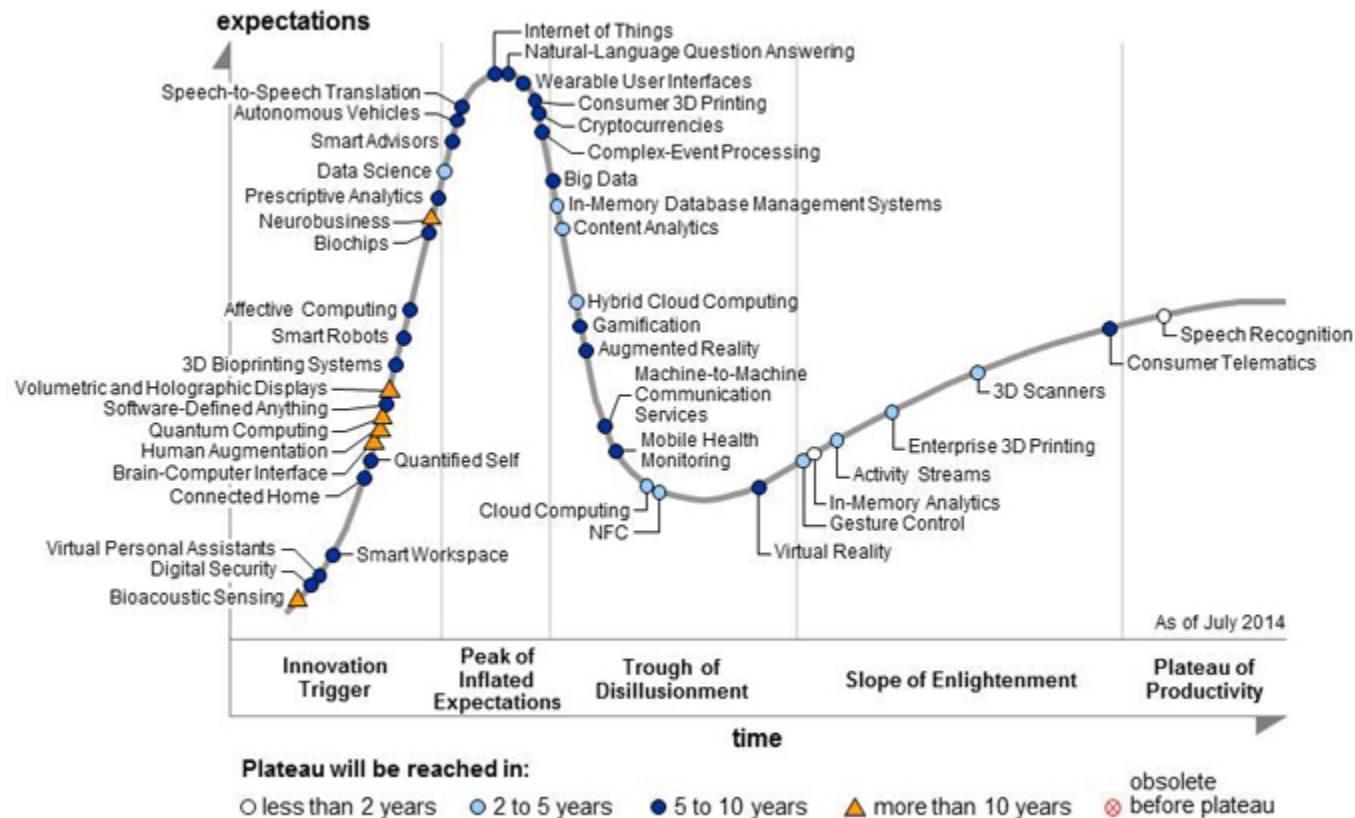 expectations
Internet of Things
Natural-Language Question Answering
Wearable User Interfaces
Speech-to-Speech Translation
Consumer 3D Printing
Autonomous Vehicles
Cryptocurrencies
Smart Advisors
Complex-Event Processing
Data Science
Big Data
Prescriptive Analytics
In-Memory Database Management Systems
Neurobusiness
Content Analytics
Biochips
Hybrid Cloud Computing
Affective Computing
Gamification
Speech Recognition
Smart Robots
Augmented Reality
3D Bioprinting Systems
Consumer Telematics
Machine-to-Machine
Communication
Services
Volumetric and Holographic Displays
3D Scanners
Software-Defined Anything
Quantum Computing
Human Augmentation
Mobile Health
Monitoring
Enterprise 3D Printing
Brain-Computer Interface
Quantified Self
Activity Streams
Connected Home
In-Memory Analytics
Cloud Computing
Gesture Control
NFC
Virtual Reality
Virtual Personal Assistants
Smart Workspace
Digital Security
Bioacoustic Sensing
As of July 2014
Innovation
Trigger
Peak of
Inflated
Expectations
Trough of
Disillusionment
Slope of Enlightenment
Plateau of
Productivity
time
Plateau will be reached in:
less than 2 years
2 to 5 years
5 to 10 years
more than 10 years
obsolete
before plateau